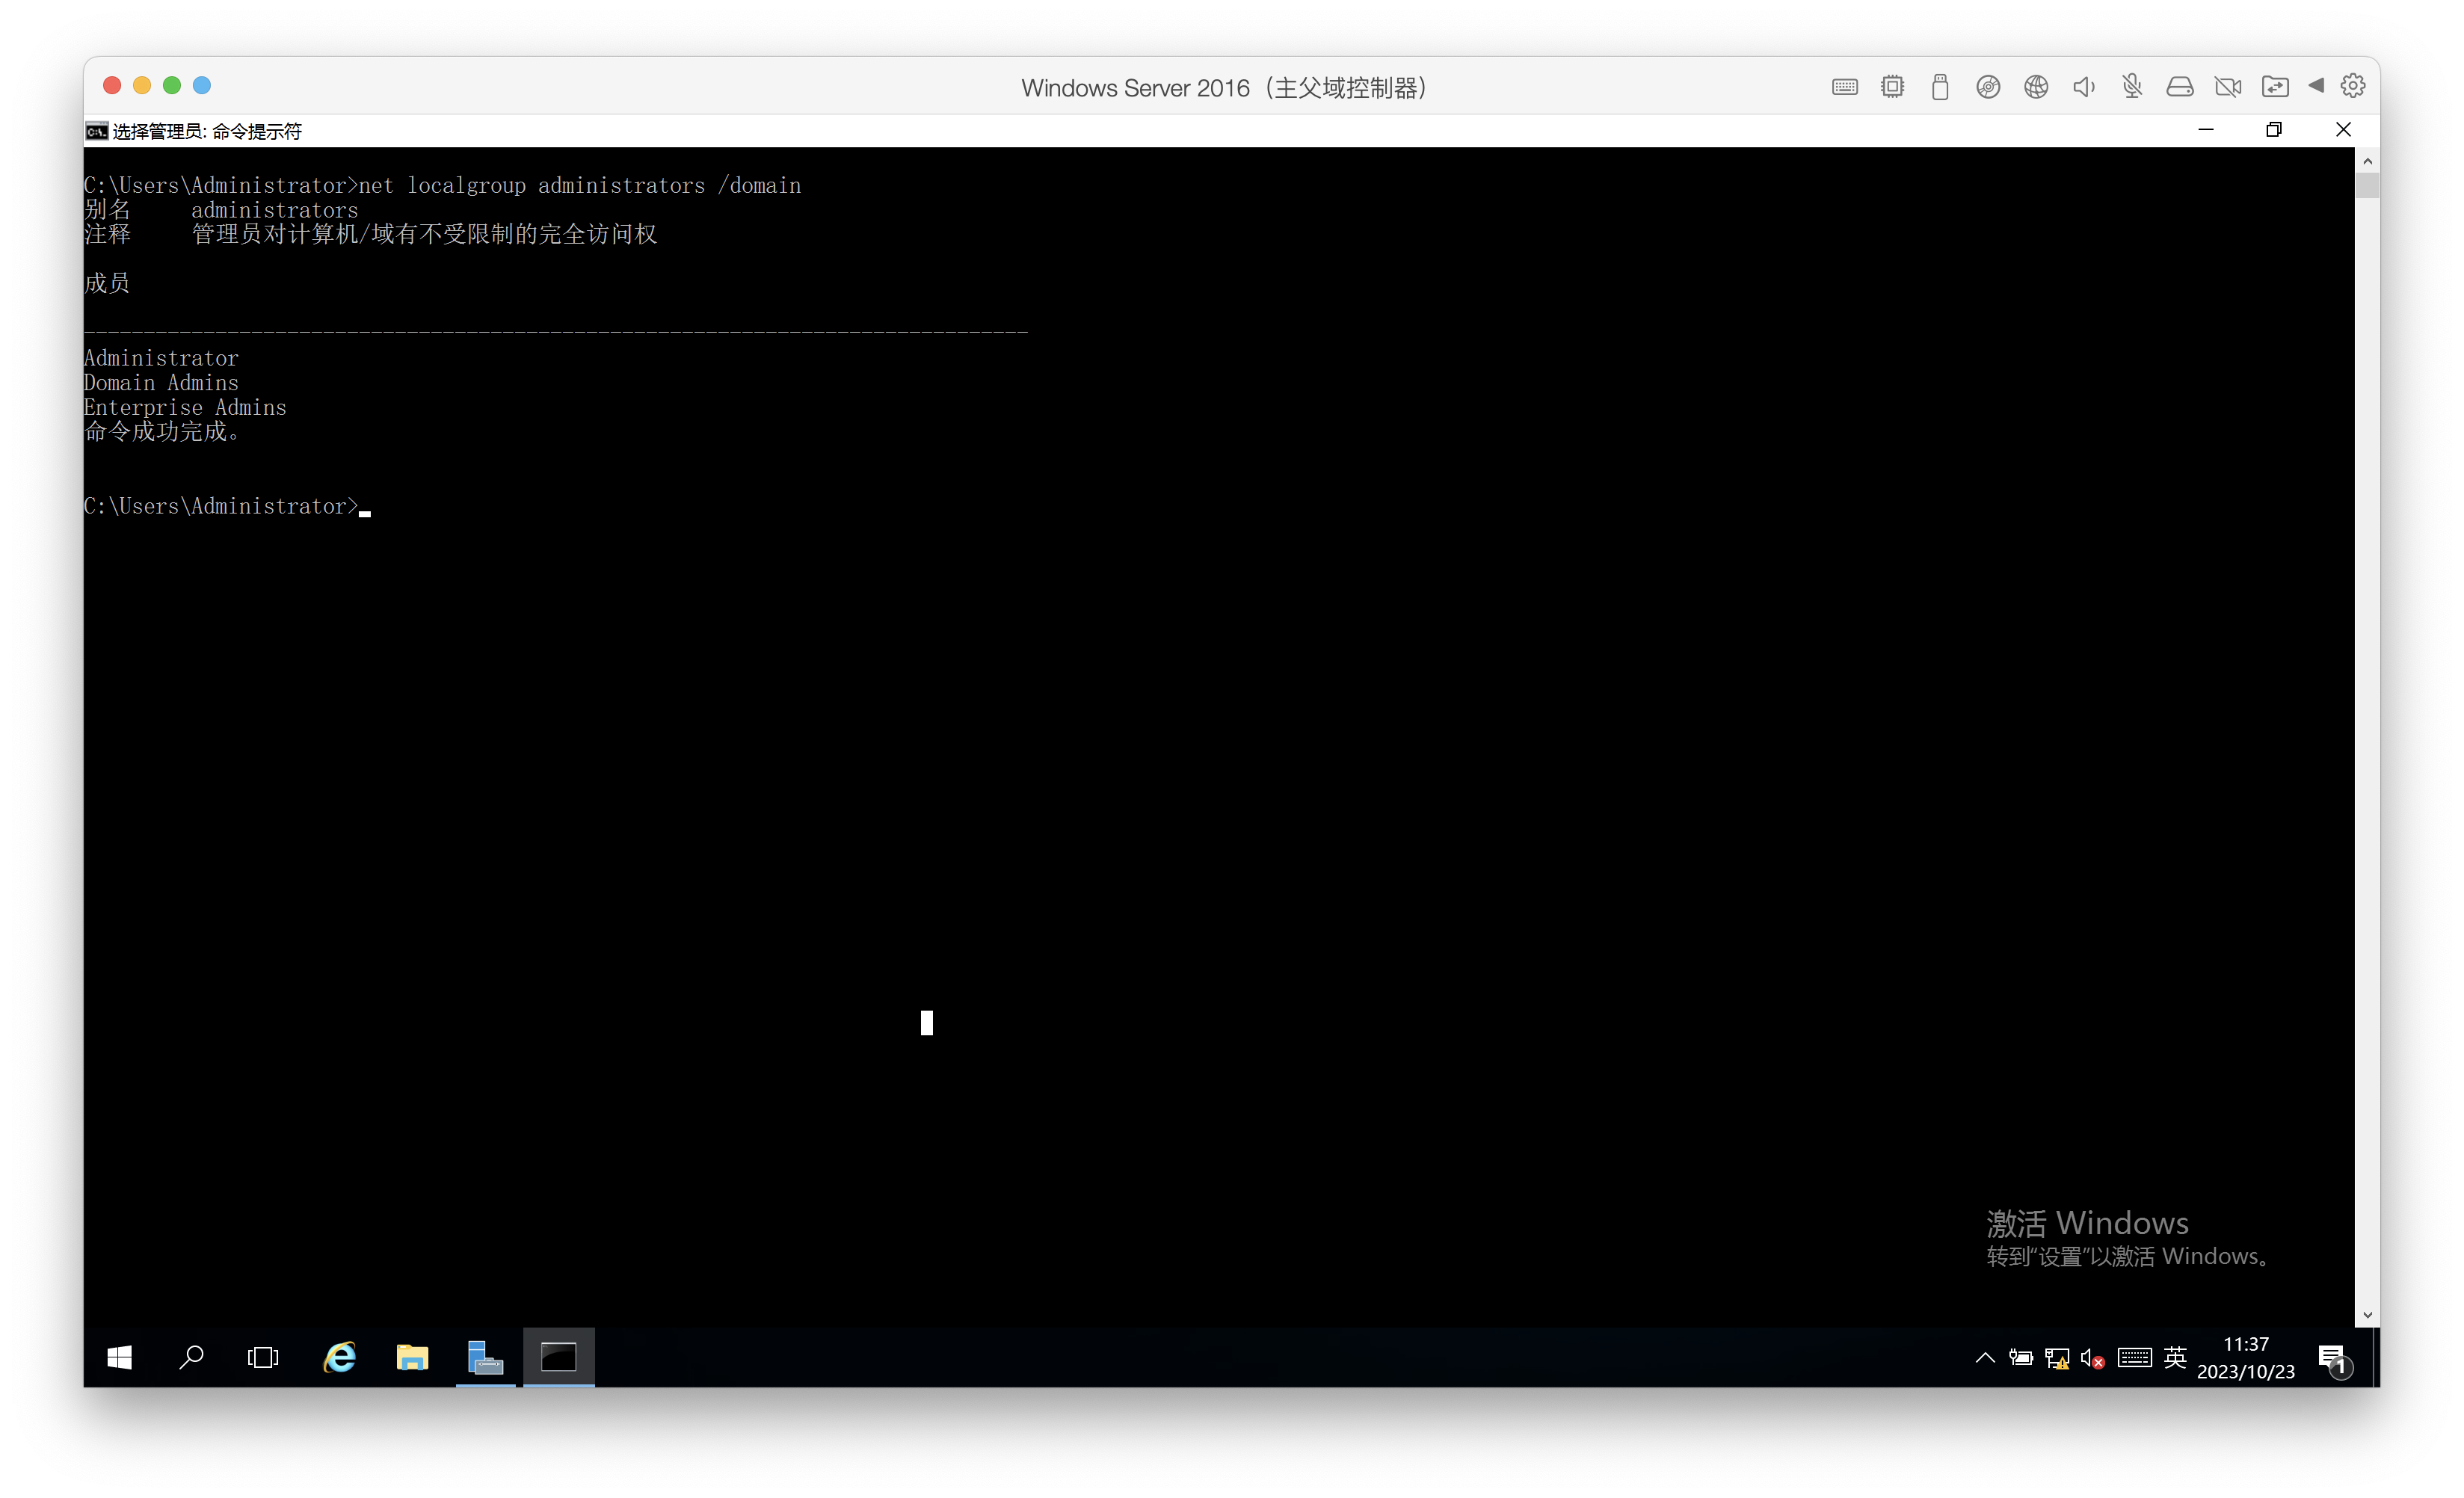 Windows Server 2016（主父域控制器）
选择管理员: 命令提示符
C:\Users\Administrator>net localgroup administrators /domain
别名     administrators
注释     管理员对计算机/域有不受限制的完全访问权
成员
-------------------------------------------------------------------------------
Administrator
Domain Admins
Enterprise Admins
命令成功完成。
C:\Users\Administrator>
激活 Windows
转到“设置”以激活 Windows。
英
11:37
2023/10/23
1